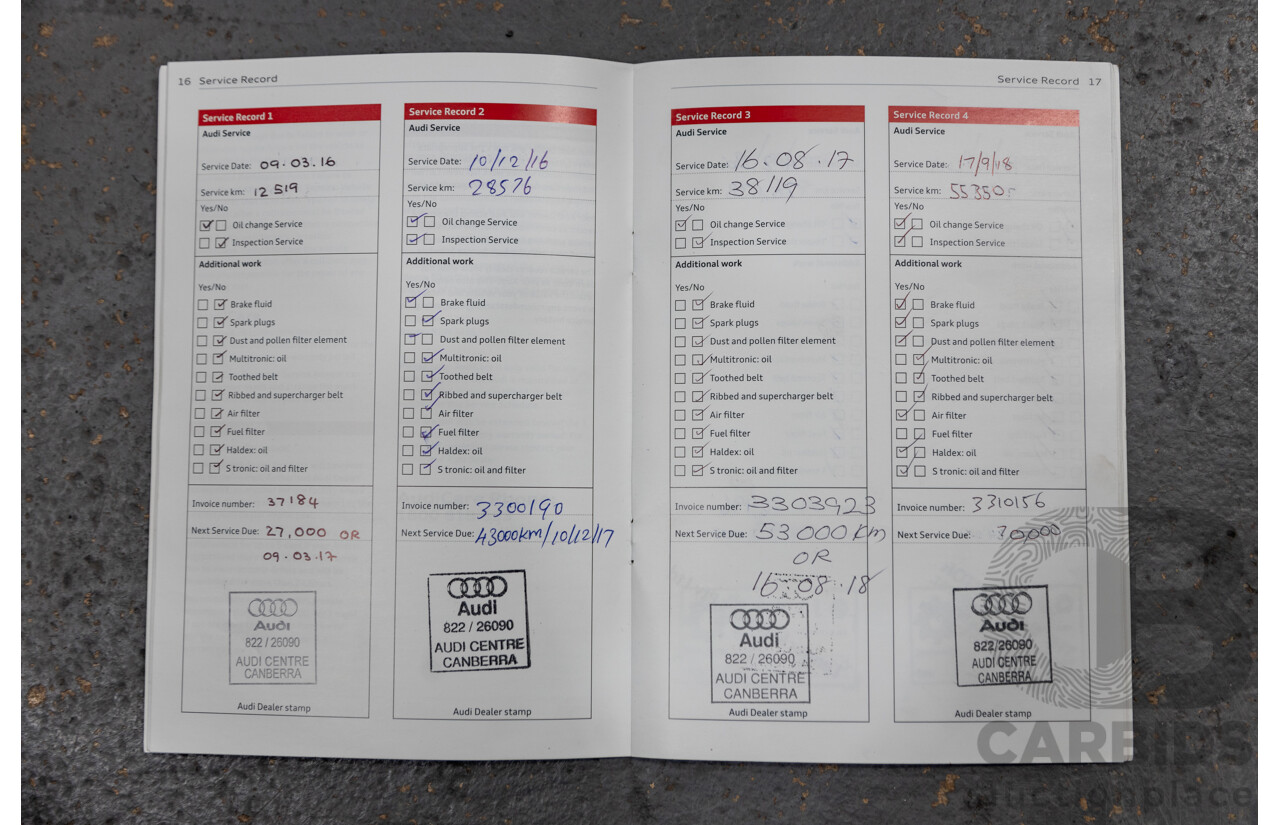 16 Service Record
Service Record 1
Audi Service
Service Date: 09.03.16
Service km: 12 519
Yes/No
Oil change Service
Inspection Service
Additional work
Yes/No
Brake fluid
Spark plugs
Dust and pollen filter element
Multitronic: oil
Toothed belt
Ribbed and supercharger belt
Air filter
Fuel filter
Haldex: oil
S tronic: oil and filter
Invoice number: 37184
Next Service Due: 27,000 OR
09.03.17
Audi
822 / 26090
AUDI CENTRE
CANBERRA
Audi Dealer stamp
Service Record 2
Audi Service
Service Date: 10/12/16
Service km: 28576
Yes/No
Oil change Service
Inspection Service
Additional work
Yes/No
Brake fluid
Spark plugs
Dust and pollen filter element
Multitronic: oil
Toothed belt
Ribbed and supercharger belt
Air filter
Fuel filter
Haldex: oil
S tronic: oil and filter
Invoice number: 3300190
Next Service Due: 43000km/10/12/17
Audi
822 / 26090
AUDI CENTRE
CANBERRA
Audi Dealer stamp
Service Record 17
Service Record 3
Audi Service
Service Date: 16.08.17
Service km: 38119
Yes/No
Oil change Service
Inspection Service
Additional work
Yes/No
Brake fluid
Spark plugs
Dust and pollen filter element
Multitronic: oil
Toothed belt
Ribbed and supercharger belt
Air filter
Fuel filter
Haldex: oil
S tronic: oil and filter
Invoice number: 3303923
Next Service Due: 53000 km
OR
16.08.18
Audi
822 / 26090
AUDI CENTRE
CANBERRA
Audi Dealer stamp
Service Record 4
Audi Service
Service Date: 17/9/18
Service km: 55350
Yes/No
Oil change Service
Inspection Service
Additional work
Yes/No
Brake fluid
Spark plugs
Dust and pollen filter element
Multitronic: oil
Toothed belt
Ribbed and supercharger belt
Air filter
Fuel filter
Haldex: oil
S tronic: oil and filter
Invoice number: 3310156
Next Service Due: 70,000
Audi
822 / 26090
AUDI CENTRE
CANBERRA
Audi Dealer stamp
CARBIDS
auctionplace